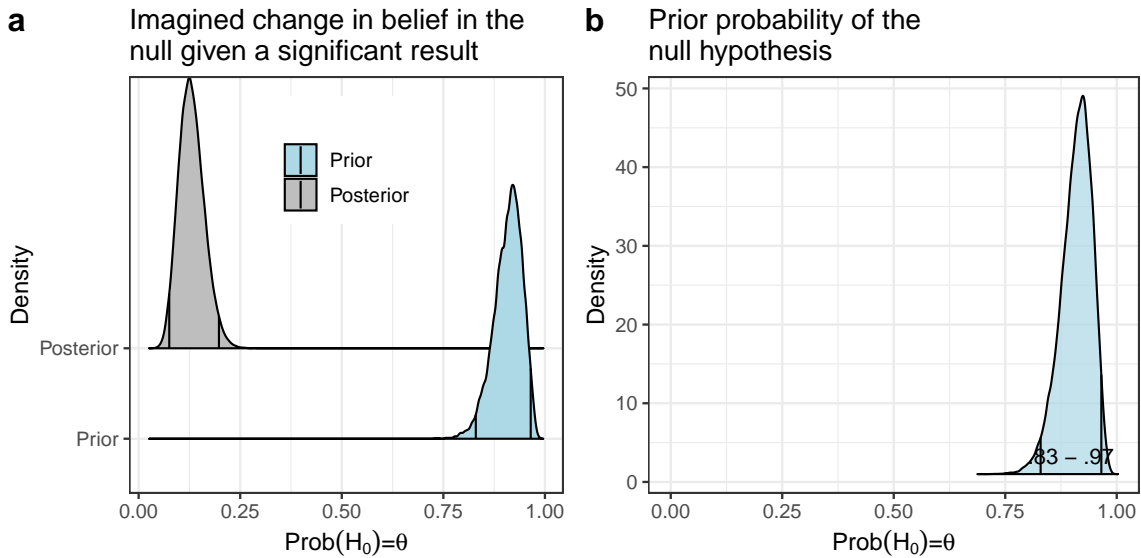 a
Imagined change in belief in the
null given a significant result
Density
Posterior
Prior
Prior
Posterior
0.00
0.25
0.50
0.75
1.00
Prob(H₀)=θ
b
Prior probability of the
null hypothesis
Density
50
40
30
20
10
0
.83 – .97
0.00
0.25
0.50
0.75
1.00
Prob(H₀)=θ